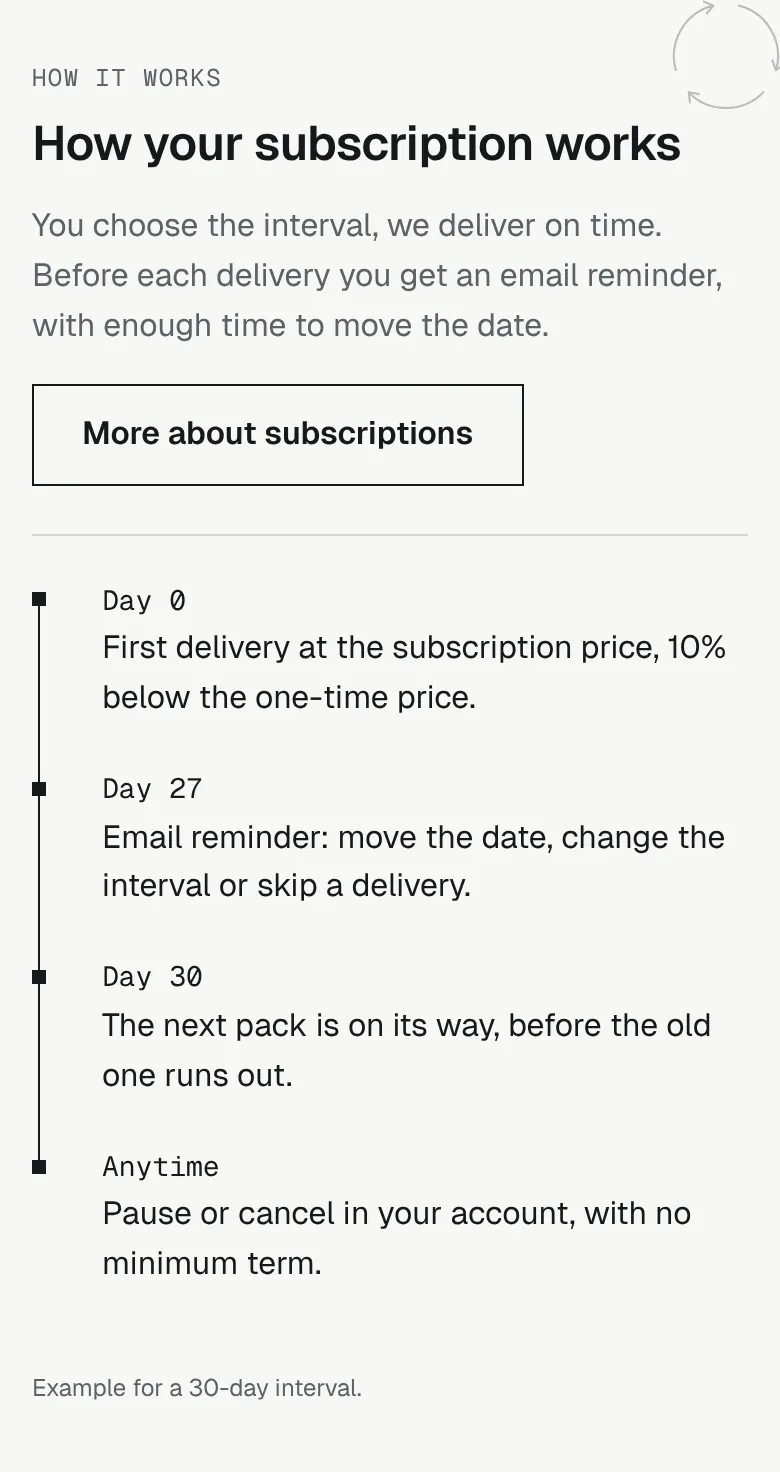 HOW IT WORKS
How your subscription works
You choose the interval, we deliver on time.
Before each delivery you get an email reminder,
with enough time to move the date.
More about subscriptions
Day 0
First delivery at the subscription price, 10%
below the one-time price.
Day 27
Email reminder: move the date, change the
interval or skip a delivery.
Day 30
The next pack is on its way, before the old
one runs out.
Anytime
Pause or cancel in your account, with no
minimum term.
Example for a 30-day interval.